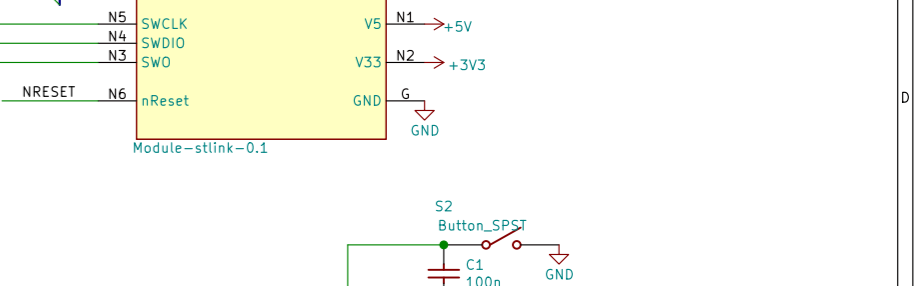 N5 SWCLK V5 N1 +5V
N4 SWDIO
N3 SWO V33 N2 +3V3
NRESET N6 nReset GND G D
GND
Module-stlink-0.1
S2
Button_SPST
C1
GND
100n